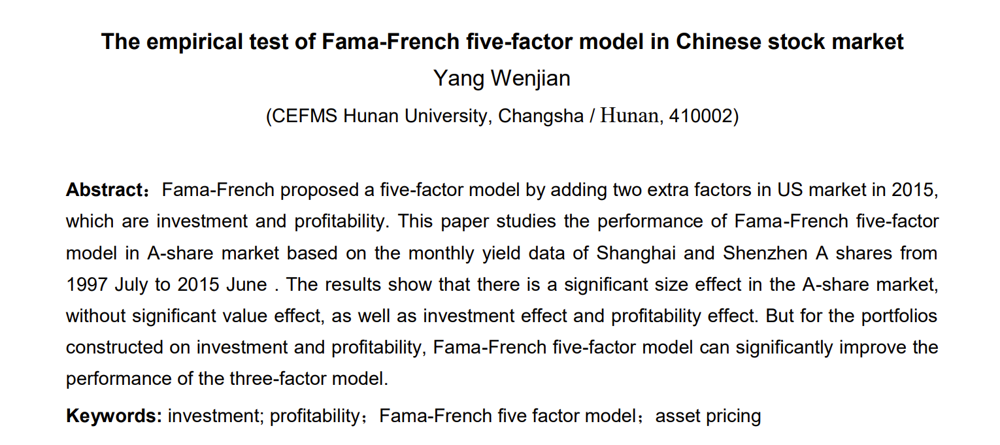 The empirical test of Fama-French five-factor model in Chinese stock market
Yang Wenjian
(CEFMS Hunan University, Changsha / Hunan, 410002)
Abstract：Fama-French proposed a five-factor model by adding two extra factors in US market in 2015,
which are investment and profitability. This paper studies the performance of Fama-French five-factor
model in A-share market based on the monthly yield data of Shanghai and Shenzhen A shares from
1997 July to 2015 June . The results show that there is a significant size effect in the A-share market,
without significant value effect, as well as investment effect and profitability effect. But for the portfolios
constructed on investment and profitability, Fama-French five-factor model can significantly improve the
performance of the three-factor model.
Keywords: investment; profitability；Fama-French five factor model；asset pricing